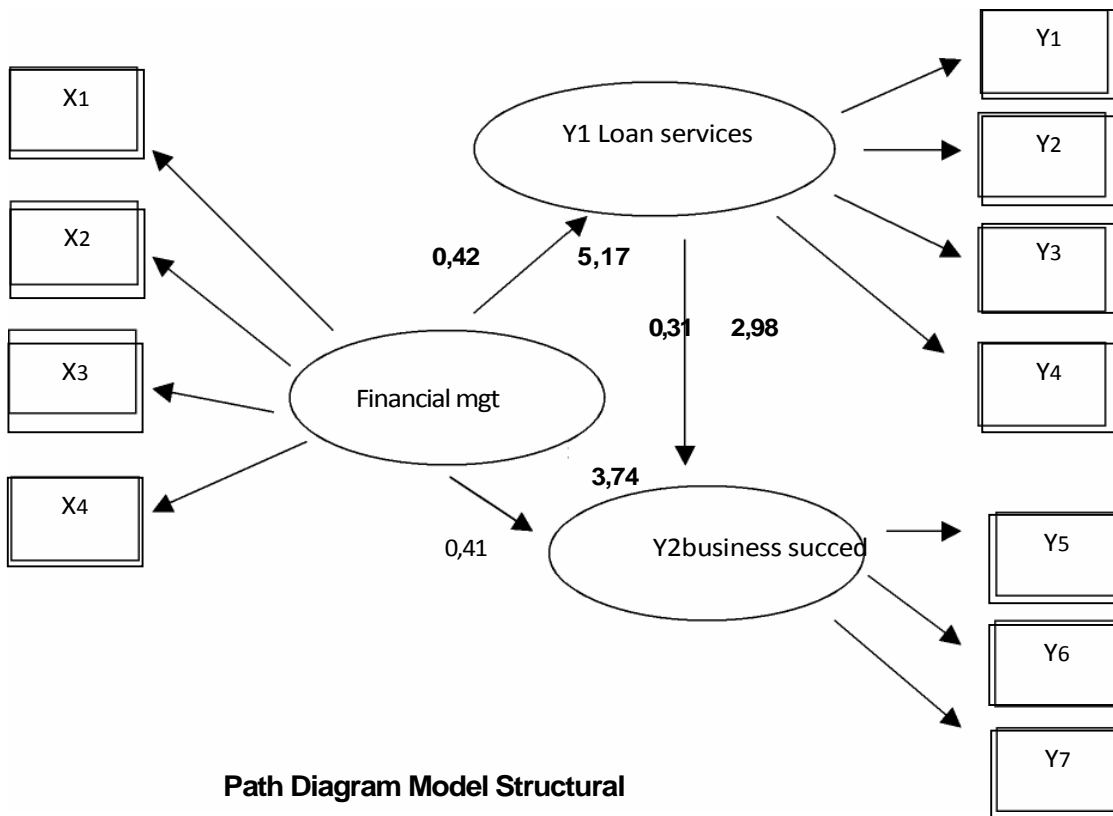 Y1
X1
Y1 Loan services
Y2
X2
0,42 5,17
Y3
0,31 2,98
X3
Financial mgt
Y4
X4
3,74
0,41
Y2business succed
Y5
Y6
Y7
Path Diagram Model Structural